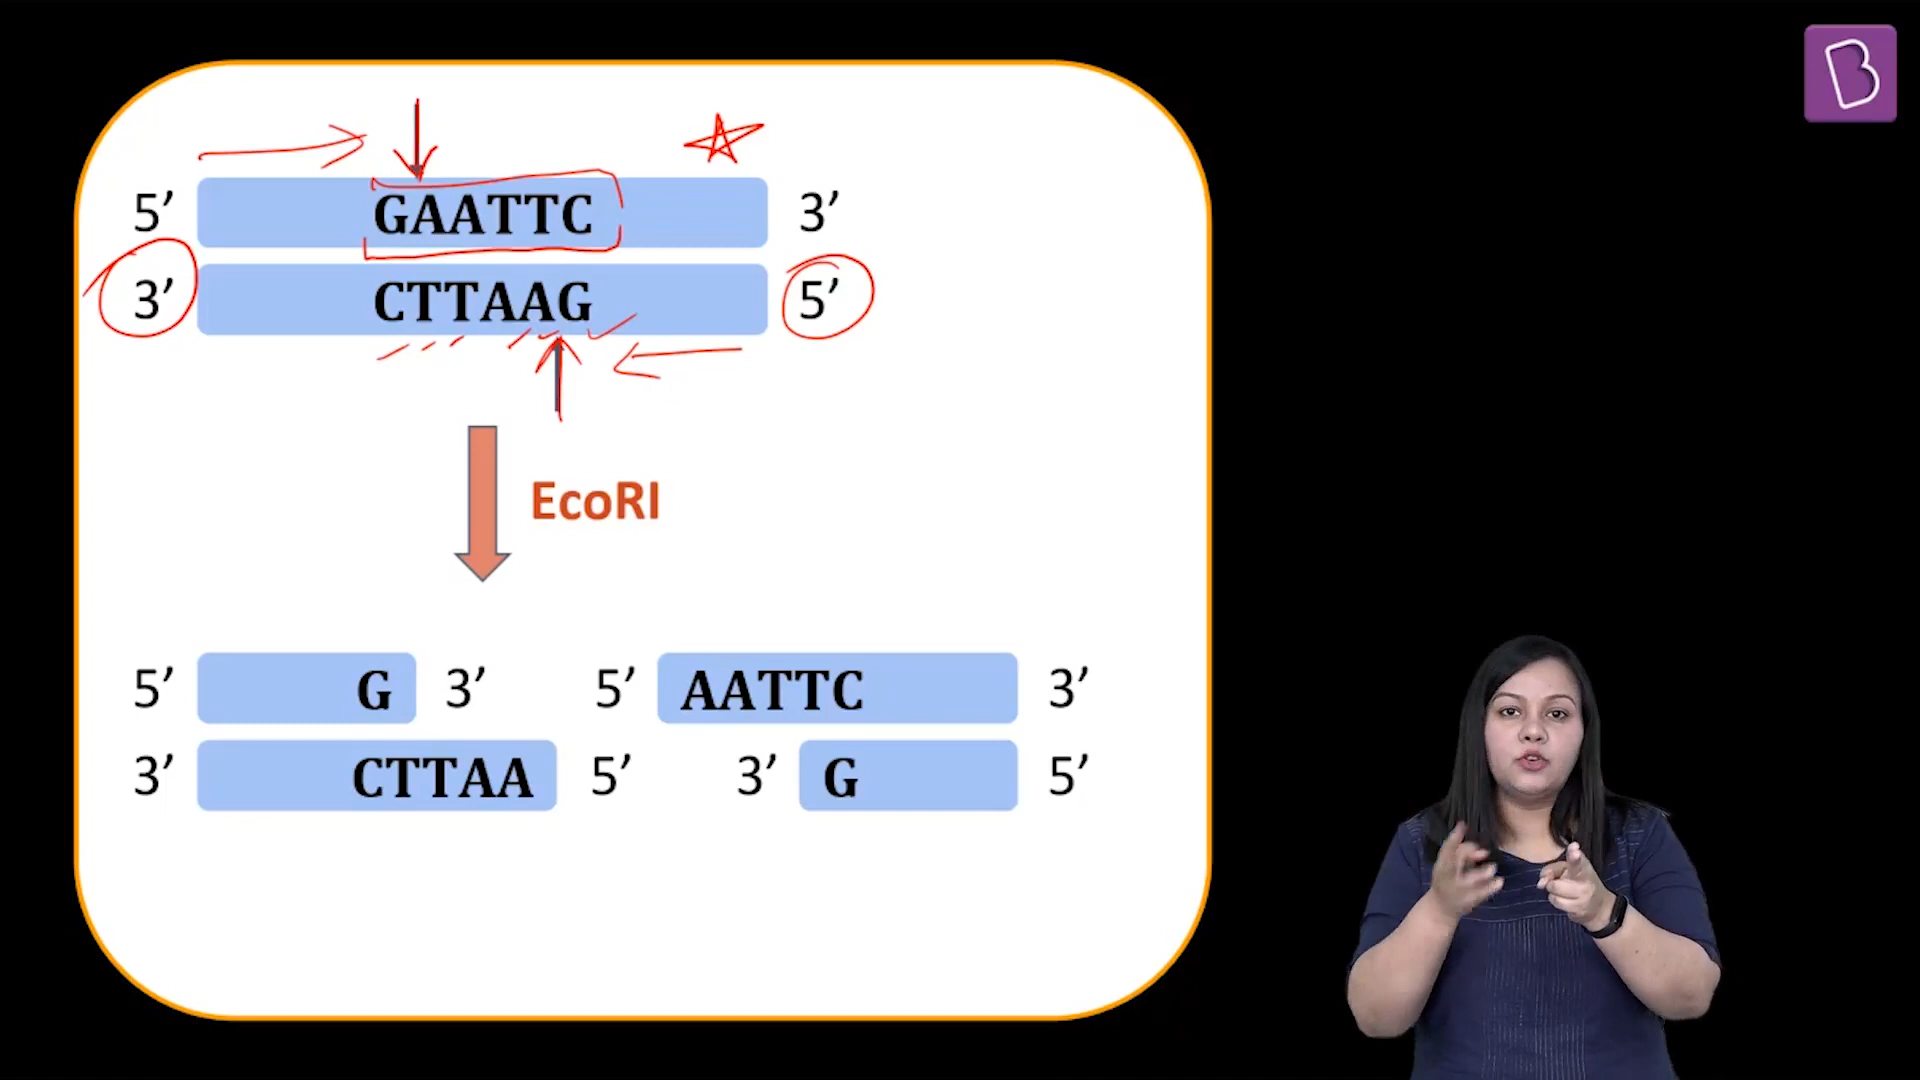 5’ GAATTC 3’
3’ CTTAAG 5’
EcoRI
5’ G 3’ 5’ AATTC 3’
3’ CTTAA 5’ 3’ G 5’
B